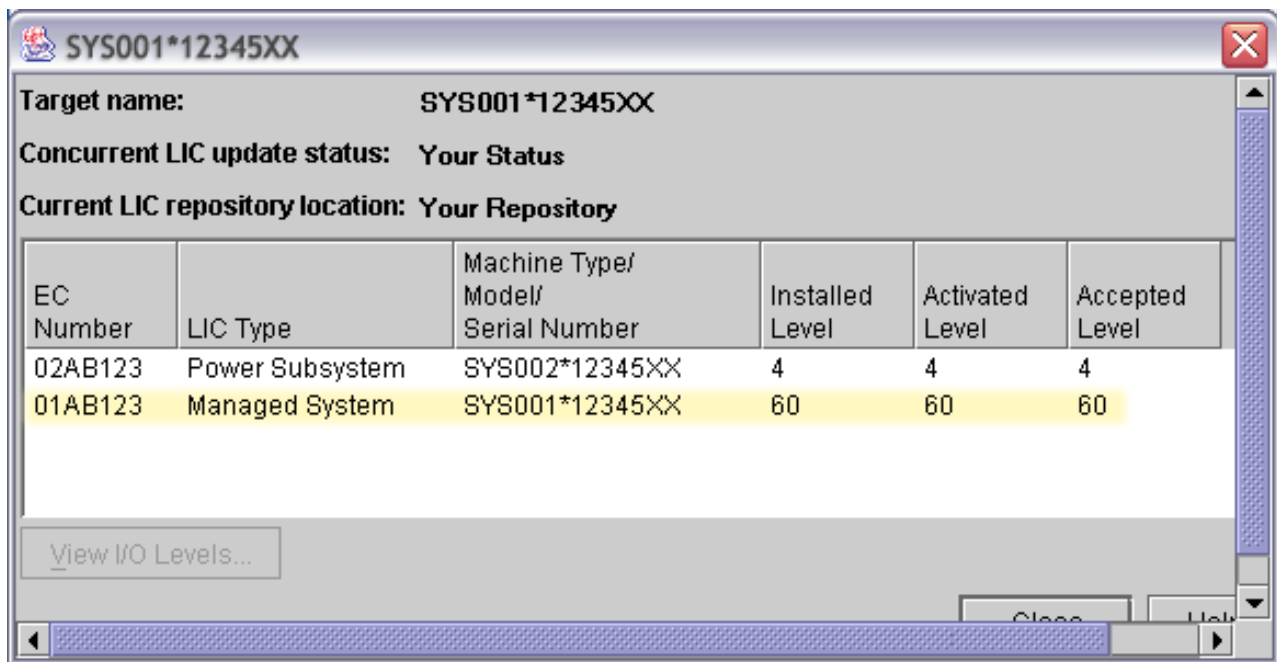 SYS001*12345XX
Target name: SYS001*12345XX
Concurrent LIC update status: Your Status
Current LIC repository location: Your Repository
EC Number LIC Type Machine Type/ Model/ Serial Number Installed Level Activated Level Accepted Level
02AB123 Power Subsystem SYS002*12345XX 4 4 4
01AB123 Managed System SYS001*12345XX 60 60 60
View I/O Levels...